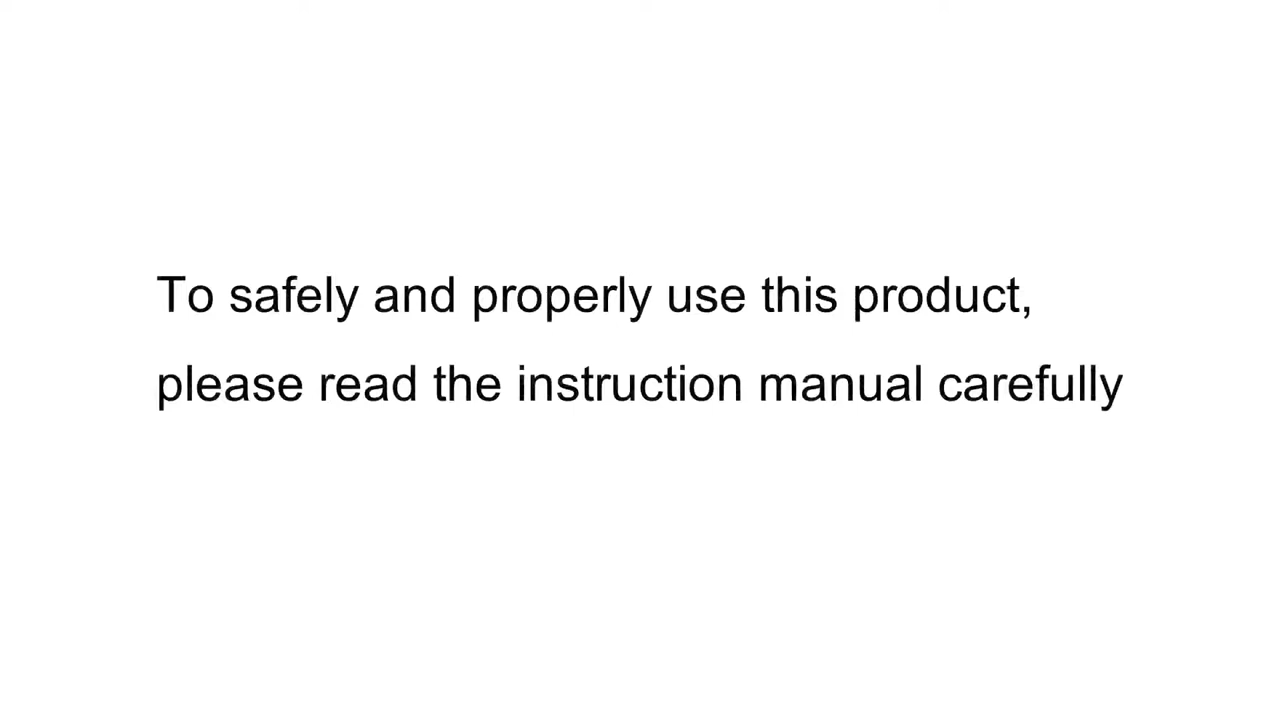 To safely and properly use this product,
please read the instruction manual carefully